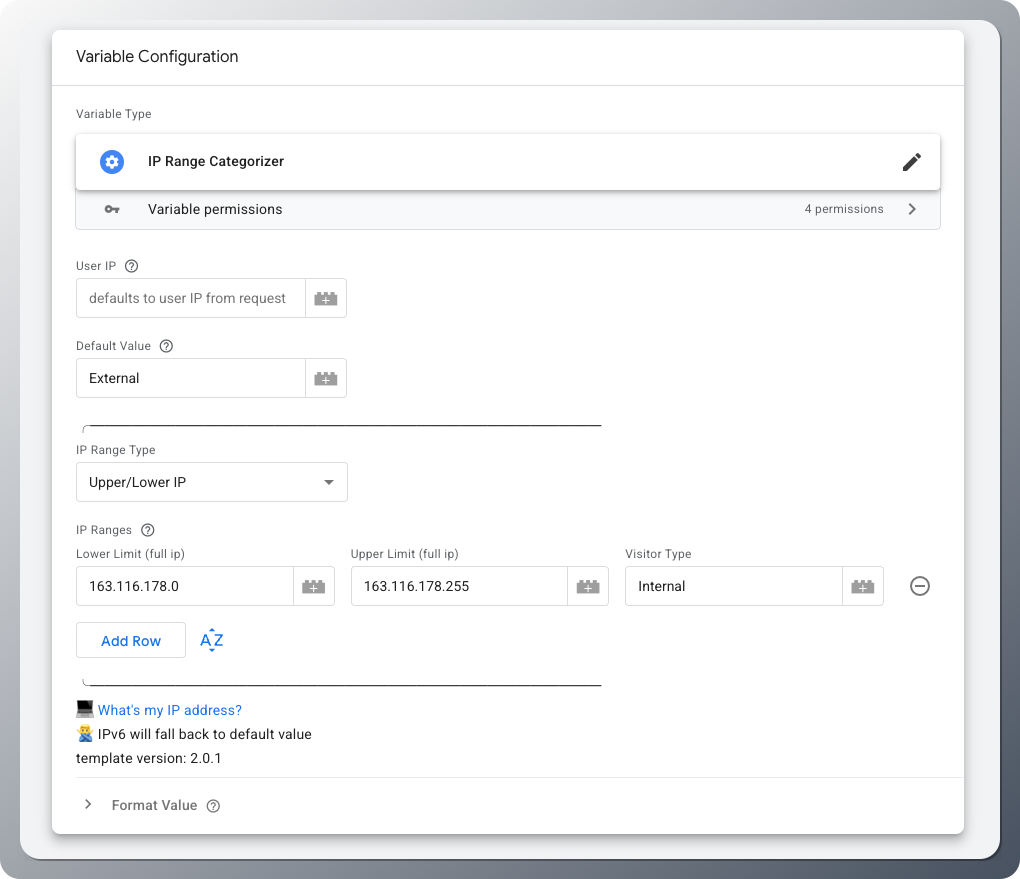 Variable Configuration
Variable Type
IP Range Categorizer
Variable permissions 4 permissions
User IP
defaults to user IP from request
Default Value
External
IP Range Type
Upper/Lower IP
IP Ranges
Lower Limit (full ip) Upper Limit (full ip) Visitor Type
163.116.178.0 163.116.178.255 Internal
Add Row AZ
What's my IP address?
IPv6 will fall back to default value
template version: 2.0.1
Format Value